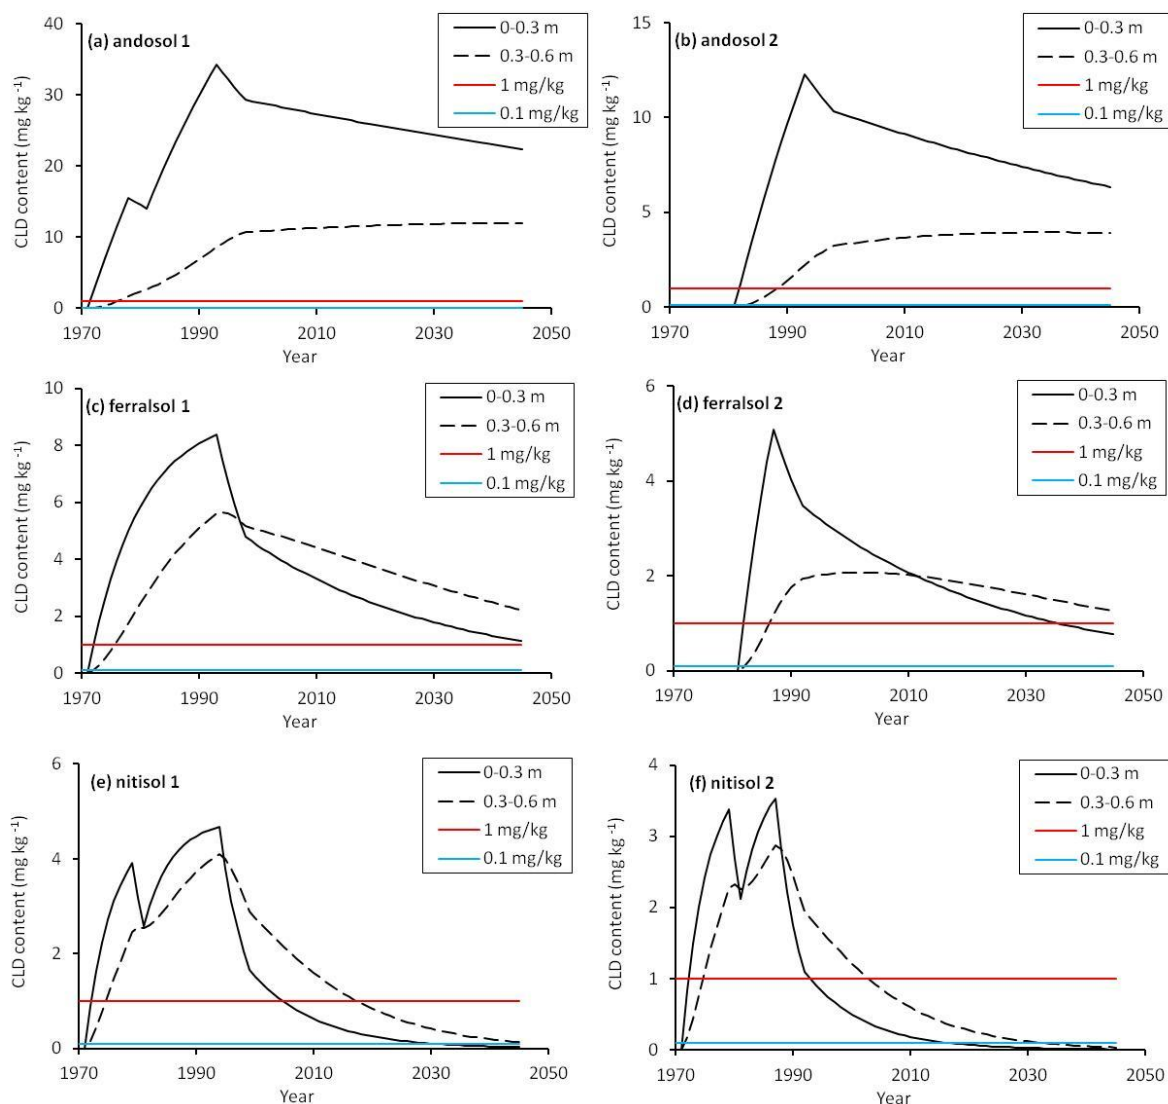 (a) andosol 1
0-0.3 m
0.3-0.6 m
1 mg/kg
0.1 mg/kg
CLD content (mg kg -1)
40
30
20
10
0
1970 1990 2010 2030 2050
Year
(b) andosol 2
0-0.3 m
0.3-0.6 m
1 mg/kg
0.1 mg/kg
CLD content (mg kg -1)
15
10
5
0
1970 1990 2010 2030 2050
Year
(c) ferralsol 1
0-0.3 m
0.3-0.6 m
1 mg/kg
0.1 mg/kg
CLD content (mg kg -1)
10
8
6
4
2
0
1970 1990 2010 2030 2050
Year
(d) ferralsol 2
0-0.3 m
0.3-0.6 m
1 mg/kg
0.1 mg/kg
CLD content (mg kg -1)
6
4
2
0
1970 1990 2010 2030 2050
Year
(e) nitisol 1
0-0.3 m
0.3-0.6 m
1 mg/kg
0.1 mg/kg
CLD content (mg kg -1)
6
4
2
0
1970 1990 2010 2030 2050
Year
(f) nitisol 2
0-0.3 m
0.3-0.6 m
1 mg/kg
0.1 mg/kg
CLD content (mg kg -1)
4
3
2
1
0
1970 1990 2010 2030 2050
Year